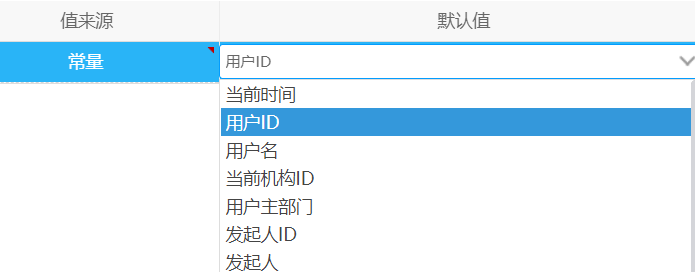 值来源 默认值
常量 用户ID
当前时间
用户ID
用户名
当前机构ID
用户主部门
发起人ID
发起人